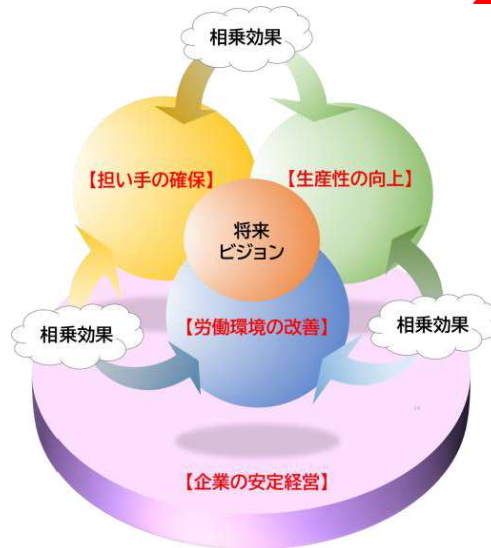 相乗効果
【担い手の確保】
【生産性の向上】
将来
ビジョン
相乗効果
【労働環境の改善】
相乗効果
【企業の安定経営】